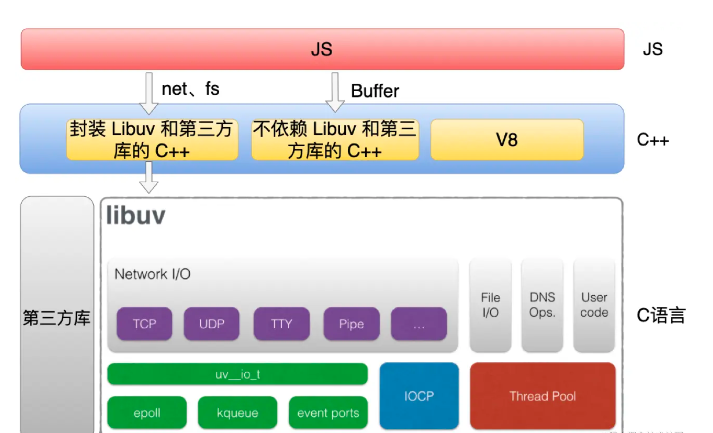 JS
JS
net、fs
Buffer
封装 Libuv 和第三方
库的 C++
不依赖 Libuv 和第三
方库的 C++
V8
C++
libuv
Network I/O
TCP
UDP
TTY
Pipe
...
File
I/O
DNS
Ops.
User
code
第三方库
C语言
uv__io_t
epoll
kqueue
event ports
IOCP
Thread Pool